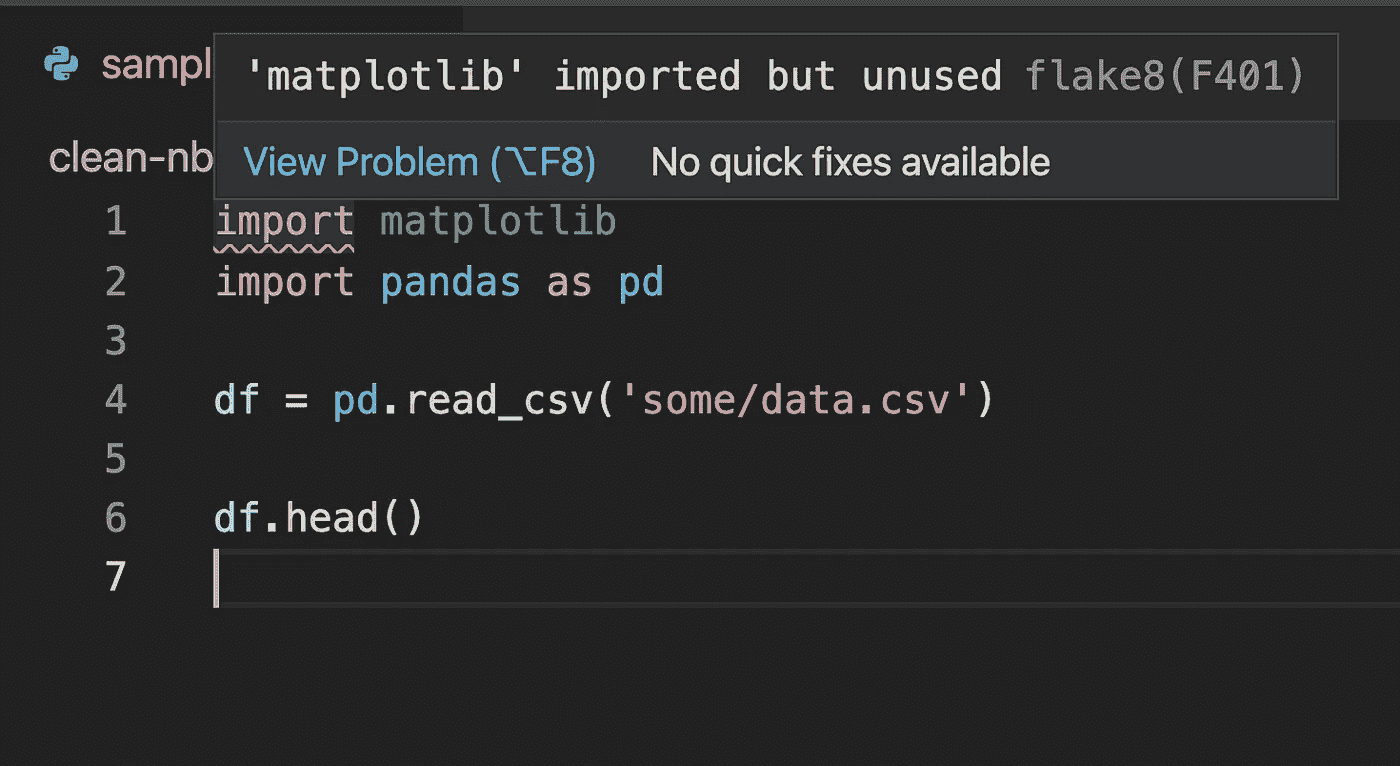 sampl
'matplotlib' imported but unused flake8(F401)
clean-nb
View Problem (⌥F8) No quick fixes available
1 import matplotlib
2 import pandas as pd
3
4 df = pd.read_csv('some/data.csv')
5
6 df.head()
7